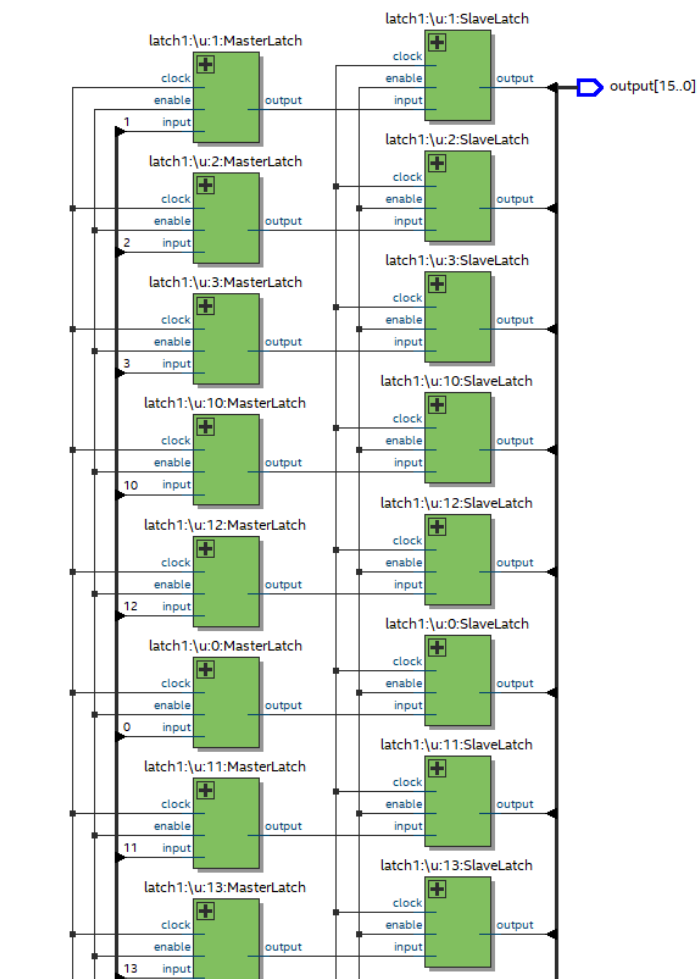 latch1:\u:1:SlaveLatch
latch1:\u:1:MasterLatch
clock
clock
enable
output
output[15..0]
enable
output
input
1
input
latch1:\u:2:SlaveLatch
latch1:\u:2:MasterLatch
clock
clock
enable
output
enable
output
input
2
input
latch1:\u:3:SlaveLatch
latch1:\u:3:MasterLatch
clock
clock
enable
output
enable
output
input
3
input
latch1:\u:10:SlaveLatch
latch1:\u:10:MasterLatch
clock
clock
enable
output
enable
output
input
10
input
latch1:\u:12:SlaveLatch
latch1:\u:12:MasterLatch
clock
clock
enable
output
enable
output
input
12
input
latch1:\u:0:SlaveLatch
latch1:\u:0:MasterLatch
clock
clock
enable
output
enable
output
input
0
input
latch1:\u:11:SlaveLatch
latch1:\u:11:MasterLatch
clock
clock
enable
output
enable
output
input
11
input
latch1:\u:13:SlaveLatch
latch1:\u:13:MasterLatch
clock
clock
enable
output
enable
output
input
13
input